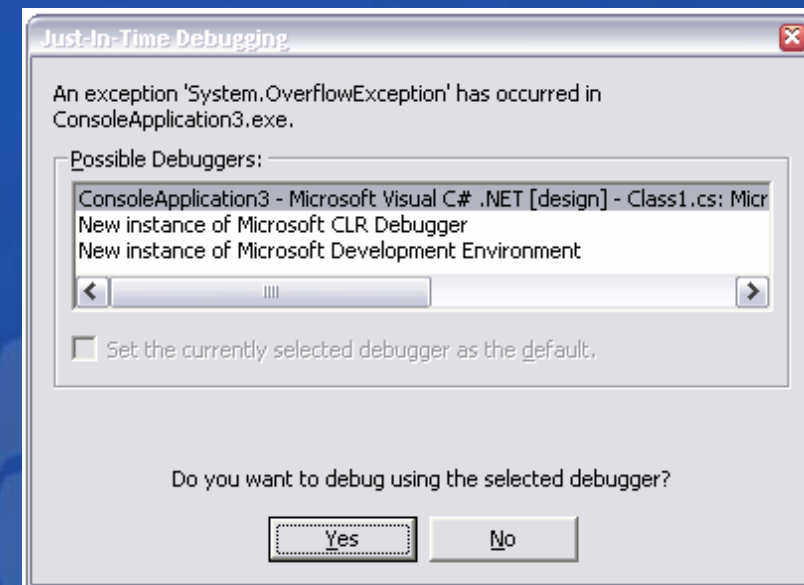 Just-In-Time Debugging
An exception 'System.OverflowException' has occurred in
ConsoleApplication3.exe.
Possible Debuggers:
ConsoleApplication3 - Microsoft Visual C# .NET [design] - Class1.cs: Micr
New instance of Microsoft CLR Debugger
New instance of Microsoft Development Environment
Set the currently selected debugger as the default.
Do you want to debug using the selected debugger?
Yes
No